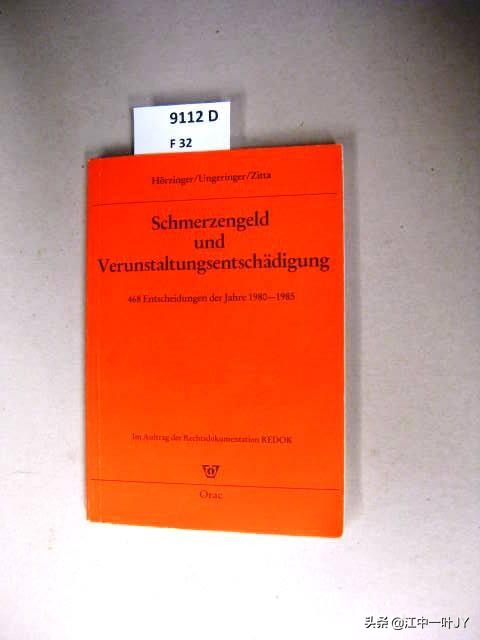 9112 D
F 32
Hörzinger/Ungeringer/Zitta
Schmerzengeld
und
Verunstaltungsentschädigung
468 Entscheidungen der Jahre 1980—1985
Im Auftrag der Rechtsdokumentation REDOK
Orac
头条 @江中一叶JY